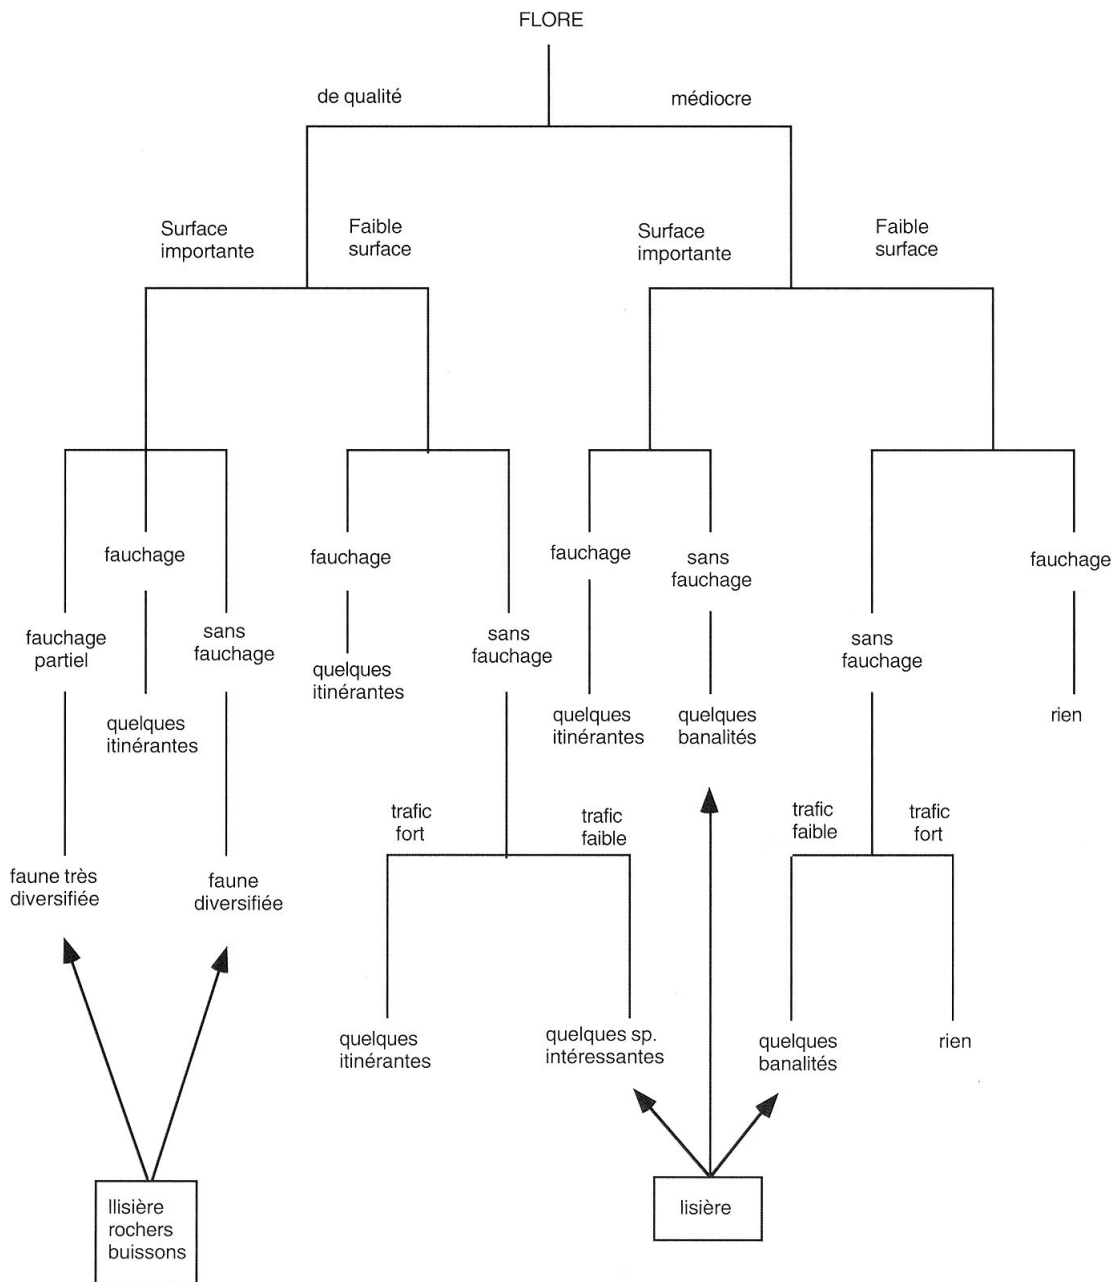 FLORE
de qualité
médiocre
Surface
importante
Faible
surface
Surface
importante
Faible
surface
fauchage
partiel
fauchage
sans
fauchage
fauchage
sans
fauchage
fauchage
sans
fauchage
sans
fauchage
fauchage
quelques
itinérantes
quelques
itinérantes
quelques
itinérantes
quelques
banalités
rien
faune très
diversifiée
faune
diversifiée
trafic
fort
trafic
faible
trafic
faible
trafic
fort
quelques
itinérantes
quelques sp.
intéressantes
quelques
banalités
rien
llisière
rochers
buissons
lisière